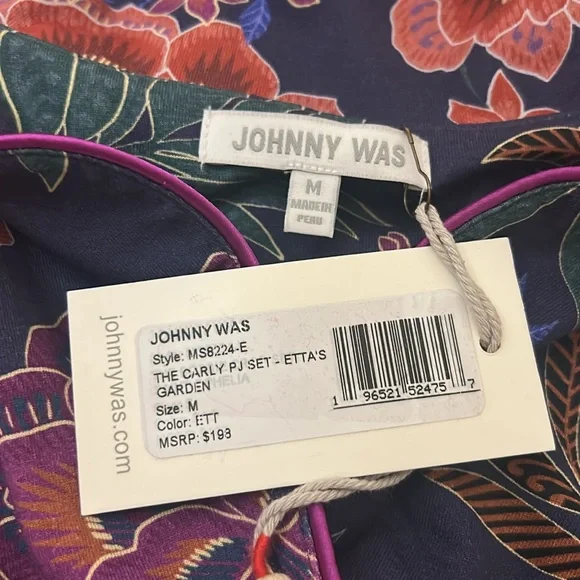 JOHNNY WAS
M
MADE IN
PERU
johnnywas.com
JOHNNY WAS
Style: MS8224-E
THE CARLY PJ SET - ETTA'S
GARDEN
Size: M
Color: ETT
MSRP: $198
1 96521 52475 7